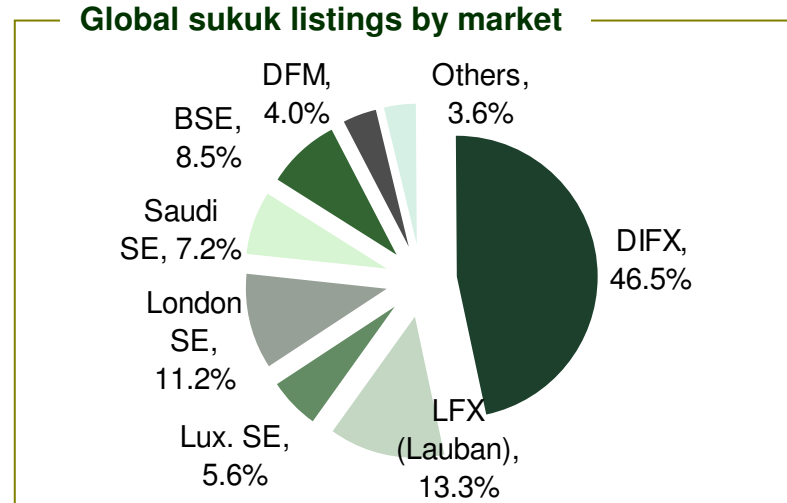 Global sukuk listings by market
DFM,
4.0%
Others,
3.6%
BSE,
8.5%
Saudi
SE, 7.2%
DIFX,
46.5%
London
SE,
11.2%
LFX
(Lauban),
13.3%
Lux. SE,
5.6%